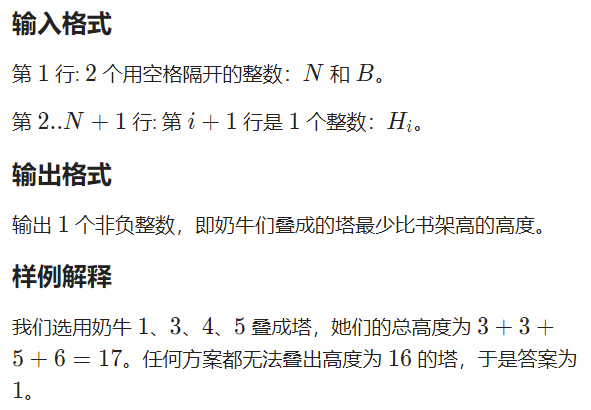 输入格式
第 1 行: 2 个用空格隔开的整数：N 和 B。
第 2..N + 1 行: 第 i + 1 行是 1 个整数：H_i。
输出格式
输出 1 个非负整数，即奶牛们叠成的塔最少比书架高的高度。
样例解释
我们选用奶牛 1、3、4、5 叠成塔，她们的总高度为 3 + 3 +
5 + 6 = 17。任何方案都无法叠出高度为 16 的塔，于是答案为
1。